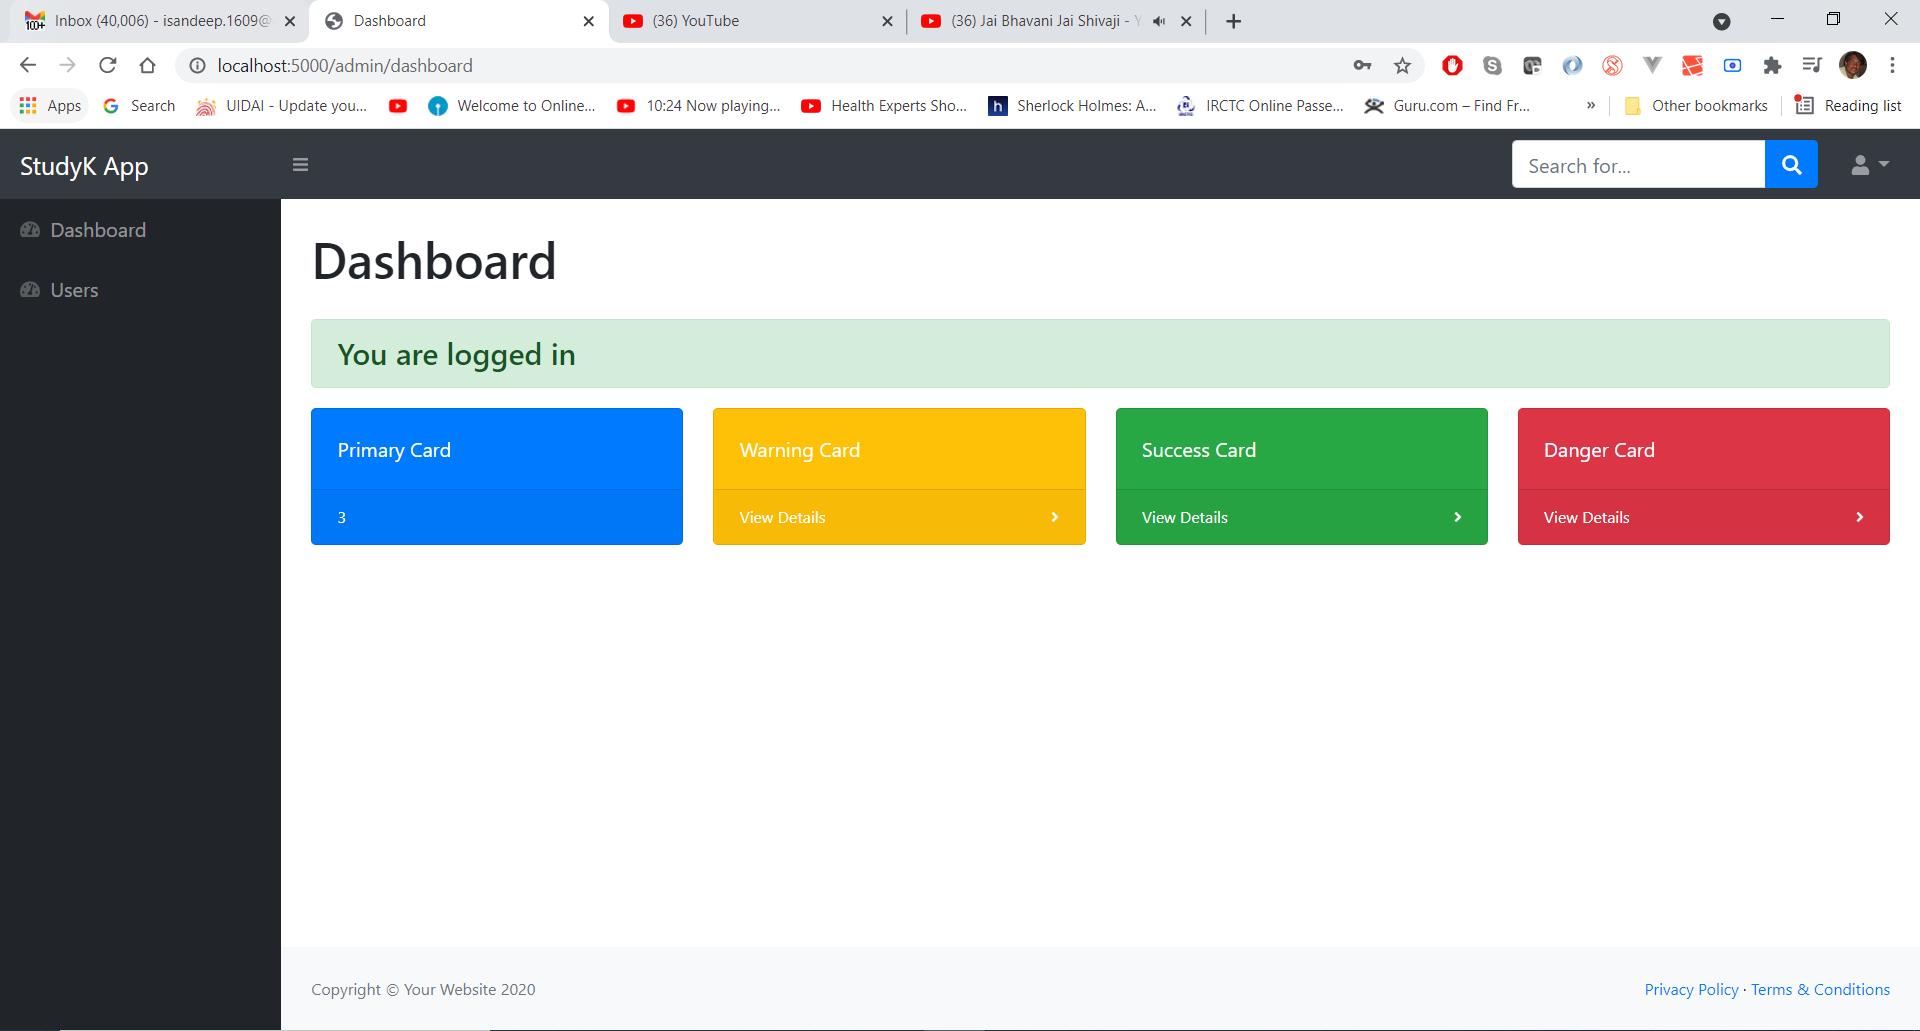 100+ Inbox (40,006) - isandeep.1609@
Dashboard
(36) YouTube
(36) Jai Bhavani Jai Shivaji - Y
localhost:5000/admin/dashboard
Apps
Search
UIDAI - Update you...
Welcome to Online...
10:24 Now playing...
Health Experts Sho...
h Sherlock Holmes: A...
IRCTC Online Passe...
Guru.com – Find Fr...
»
Other bookmarks
Reading list
StudyK App
Search for...
Dashboard
Users
Dashboard
You are logged in
Primary Card
3
Warning Card
View Details
Success Card
View Details
Danger Card
View Details
Copyright © Your Website 2020
Privacy Policy · Terms & Conditions